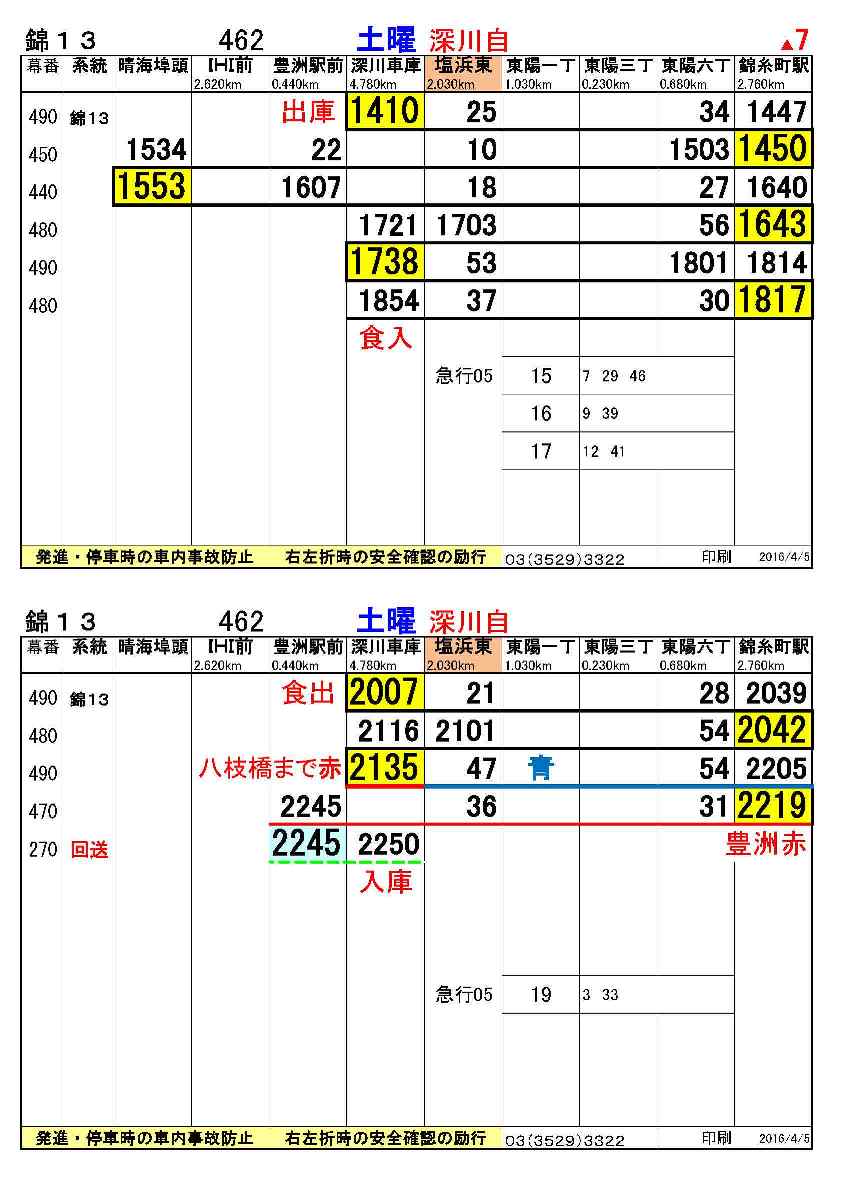 錦１３ 462 土曜 深川自 ▲7
幕番 系統 晴海埠頭 IHI前 豊洲駅前 深川車庫 塩浜東 東陽一丁 東陽三丁 東陽六丁 錦糸町駅
2.620km 0.440km 4.780km 2.030km 1.030km 0.230km 0.680km 2.760km
490 錦13 出庫 1410 25 34 1447
450 1534 22 10 1503 1450
440 1553 1607 18 27 1640
480 1721 1703 56 1643
490 1738 53 1801 1814
480 1854 37 30 1817
食入
急行05 15 7 29 46
16 9 39
17 12 41
発進・停車時の車内事故防止 右左折時の安全確認の励行 03(3529)3322 印刷 2016/4/5
錦１３ 462 土曜 深川自
幕番 系統 晴海埠頭 IHI前 豊洲駅前 深川車庫 塩浜東 東陽一丁 東陽三丁 東陽六丁 錦糸町駅
2.620km 0.440km 4.780km 2.030km 1.030km 0.230km 0.680km 2.760km
490 錦13 食出 2007 21 28 2039
480 2116 2101 54 2042
490 八枝橋まで赤 2135 47 青 54 2205
470 2245 36 31 2219
270 回送 2245 2250 豊洲赤
入庫
急行05 19 3 33
発進・停車時の車内事故防止 右左折時の安全確認の励行 03(3529)3322 印刷 2016/4/5